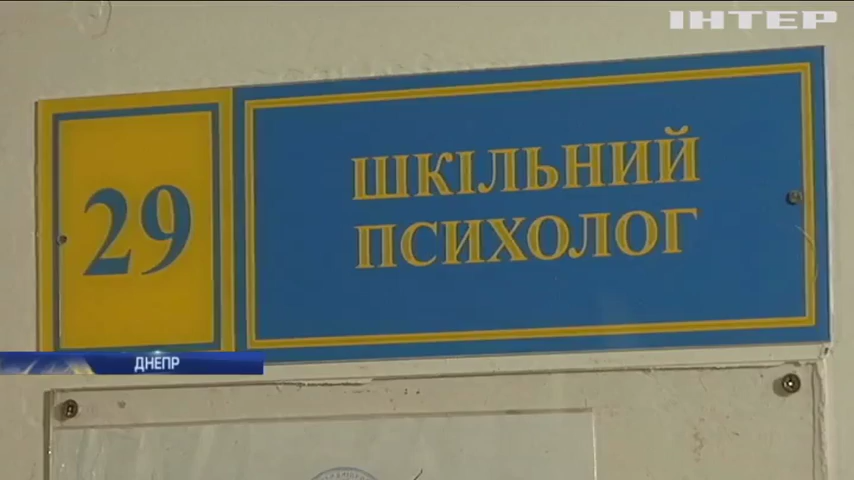 ІНТЕР
29
ШКІЛЬНИЙ
ПСИХОЛОГ
ДНЕПР